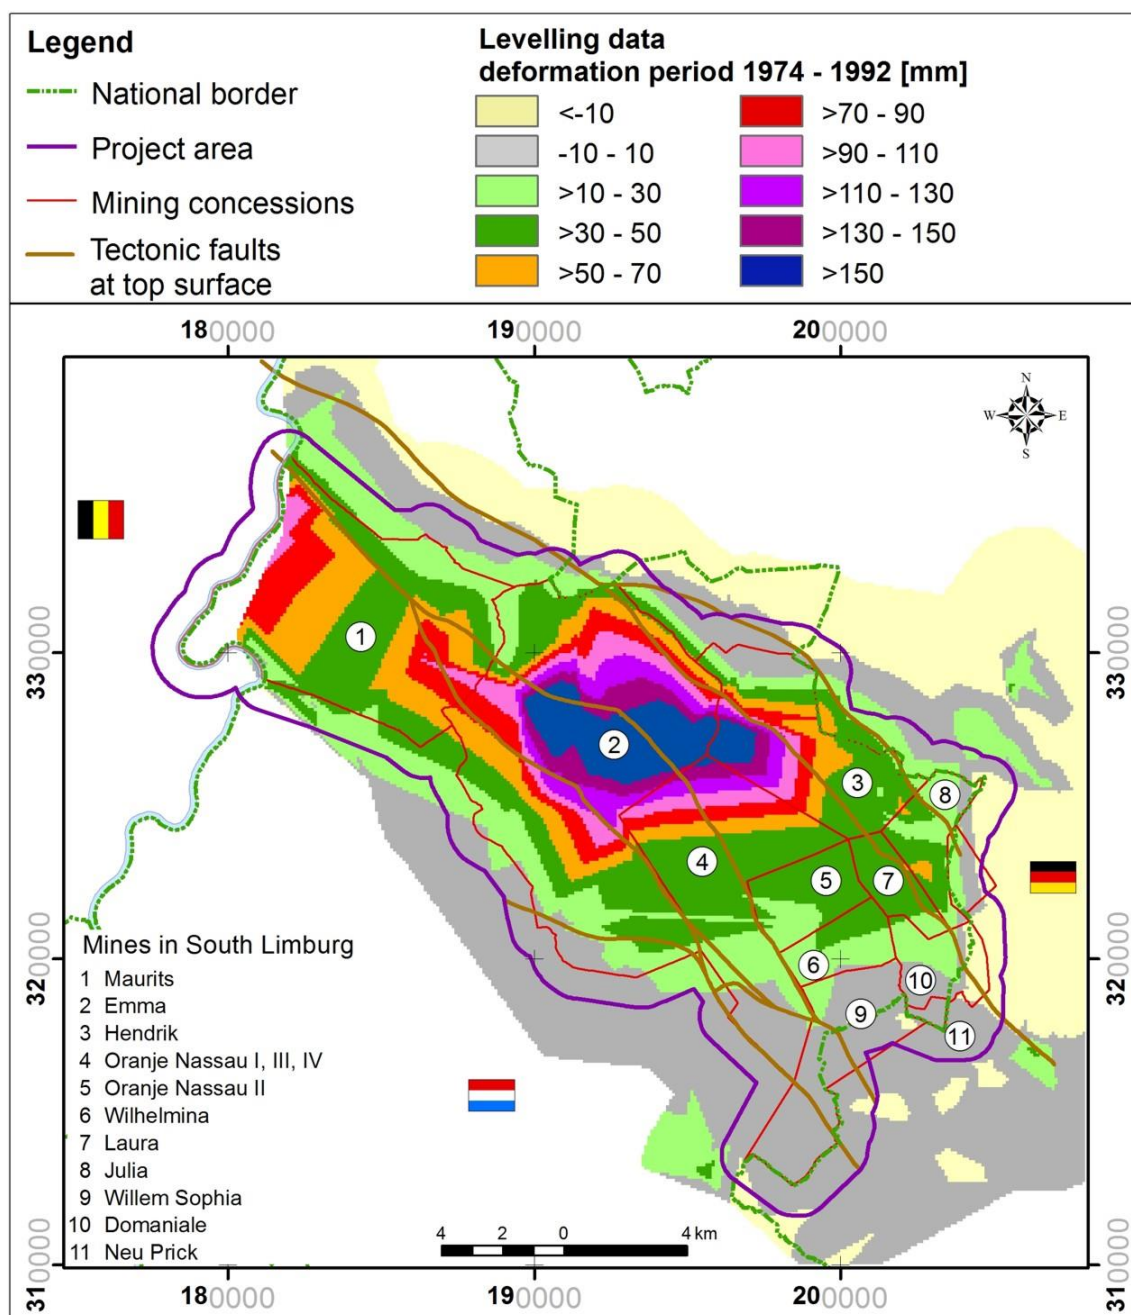 Legend
National border
Project area
Mining concessions
Tectonic faults
at top surface
Levelling data
deformation period 1974 - 1992 [mm]
<-10
-10 - 10
>10 - 30
>30 - 50
>50 - 70
>70 - 90
>90 - 110
>110 - 130
>130 - 150
>150
180000
190000
200000
N
W
E
S
330000
330000
320000
320000
310000
310000
1
2
3
4
5
6
7
8
9
10
11
Mines in South Limburg
1 Maurits
2 Emma
3 Hendrik
4 Oranje Nassau I, III, IV
5 Oranje Nassau II
6 Wilhelmina
7 Laura
8 Julia
9 Willem Sophia
10 Domaniale
11 Neu Prick
4 2 0 4 km
180000
190000
200000